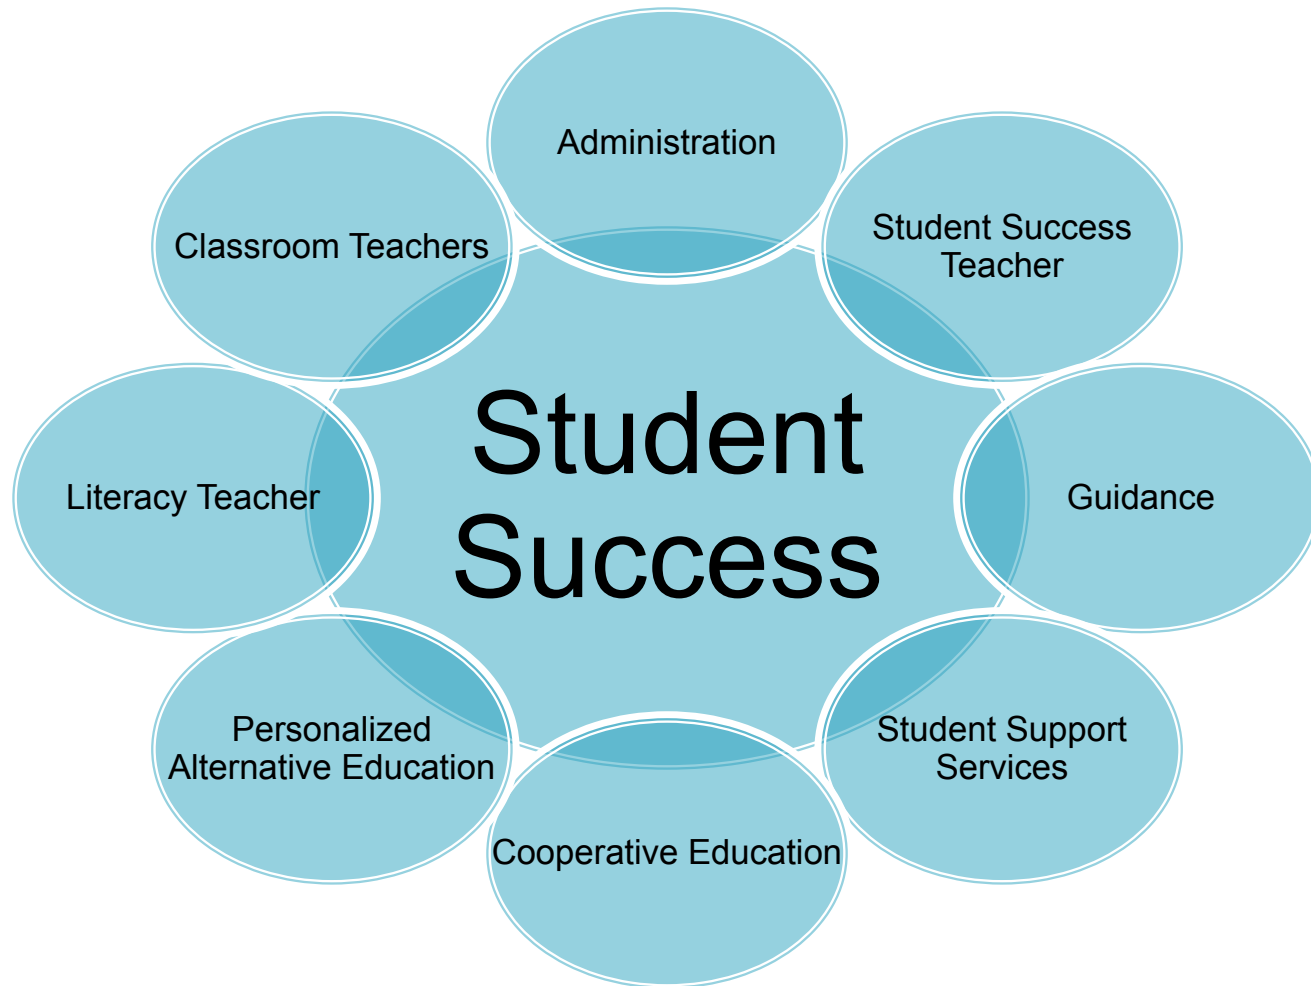 Administration
Classroom Teachers
Student Success
Teacher
Student
Success
Literacy Teacher
Guidance
Personalized
Alternative Education
Student Support
Services
Cooperative Education